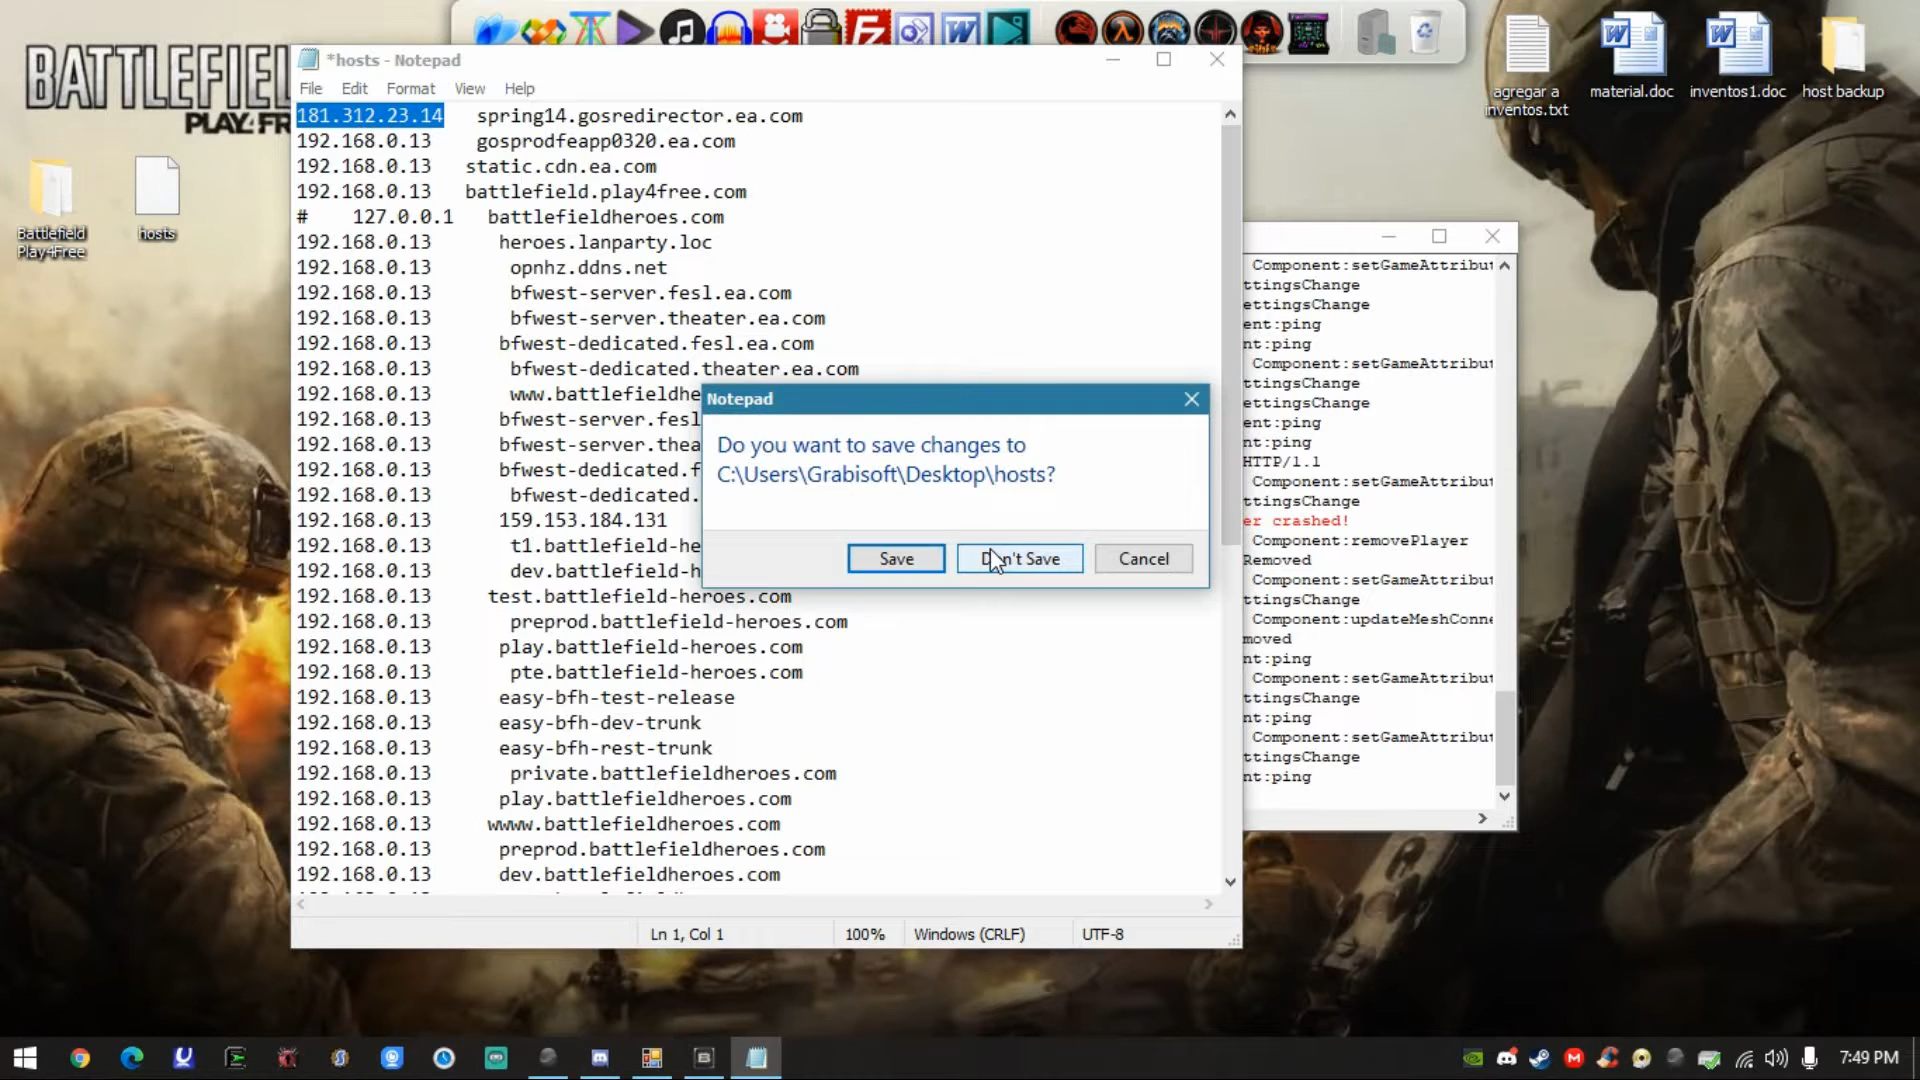 BATTLEFIELD
PLAY4FR
Battlefield
Play4Free
hosts
agregar a
inventos.txt
material.doc
inventos1.doc
host backup
*hosts - Notepad
File Edit Format View Help
181.312.23.14 spring14.gosredirector.ea.com
192.168.0.13 gosprodfeapp0320.ea.com
192.168.0.13 static.cdn.ea.com
192.168.0.13 battlefield.play4free.com
# 127.0.0.1 battlefieldheroes.com
192.168.0.13 heroes.lanparty.loc
192.168.0.13 opnhz.ddns.net
192.168.0.13 bfwest-server.fesl.ea.com
192.168.0.13 bfwest-server.theater.ea.com
192.168.0.13 bfwest-dedicated.fesl.ea.com
192.168.0.13 bfwest-dedicated.theater.ea.com
192.168.0.13 www.battlefieldhe
192.168.0.13 bfwest-server.fesl
192.168.0.13 bfwest-server.thea
192.168.0.13 bfwest-dedicated.f
192.168.0.13 bfwest-dedicated.
192.168.0.13 159.153.184.131
192.168.0.13 t1.battlefield-he
192.168.0.13 dev.battlefield-h
192.168.0.13 test.battlefield-heroes.com
192.168.0.13 preprod.battlefield-heroes.com
192.168.0.13 play.battlefield-heroes.com
192.168.0.13 pte.battlefield-heroes.com
192.168.0.13 easy-bfh-test-release
192.168.0.13 easy-bfh-dev-trunk
192.168.0.13 easy-bfh-rest-trunk
192.168.0.13 private.battlefieldheroes.com
192.168.0.13 play.battlefieldheroes.com
192.168.0.13 wwww.battlefieldheroes.com
192.168.0.13 preprod.battlefieldheroes.com
192.168.0.13 dev.battlefieldheroes.com
Ln 1, Col 1 100% Windows (CRLF) UTF-8
Notepad
Do you want to save changes to
C:\Users\Grabisoft\Desktop\hosts?
Save Don't Save Cancel
Component:setGameAttribut
ttingsChange
ettingsChange
ent:ping
nt:ping
Component:setGameAttribut
ttingsChange
ettingsChange
ent:ping
nt:ping
HTTP/1.1
Component:setGameAttribut
ttingsChange
er crashed!
Component:removePlayer
Removed
Component:setGameAttribut
ttingsChange
Component:updateMeshConne
moved
nt:ping
Component:setGameAttribut
ttingsChange
nt:ping
Component:setGameAttribut
ttingsChange
nt:ping
7:49 PM